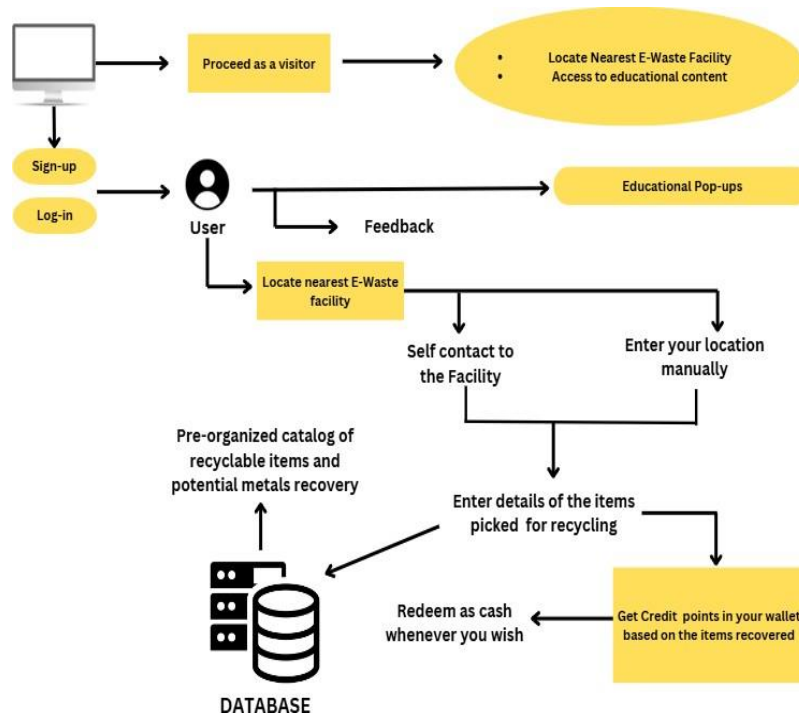 Proceed as a visitor
• Locate Nearest E-Waste Facility
• Access to educational content
Sign-up
Log-in
User
Educational Pop-ups
Feedback
Locate nearest E-Waste
facility
Self contact to
the Facility
Enter your location
manually
Pre-organized catalog of
recyclable items and
potential metals recovery
Enter details of the items
picked for recycling
Redeem as cash
whenever you wish
Get Credit points in your wallet
based on the items recovered
DATABASE